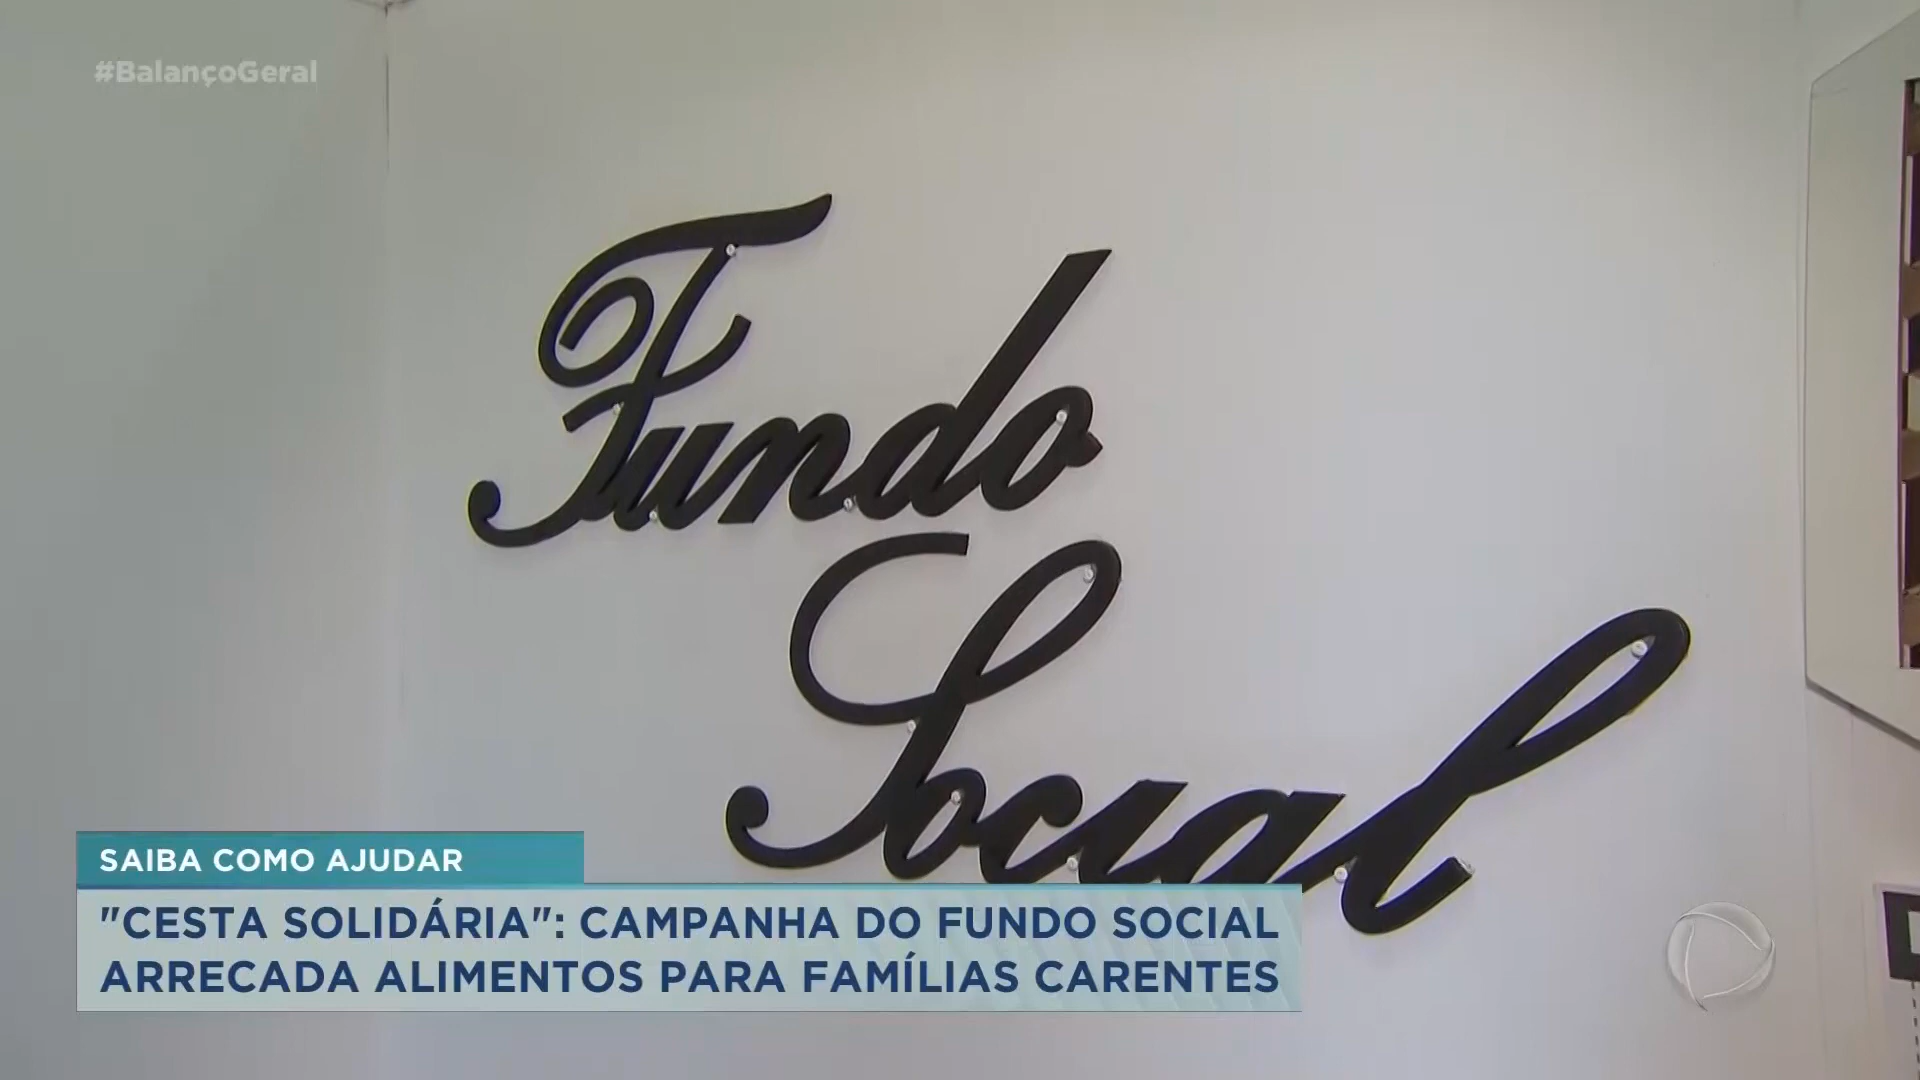 #BalançoGeral
Fundo
Social
SAIBA COMO AJUDAR
"CESTA SOLIDÁRIA": CAMPANHA DO FUNDO SOCIAL
ARRECADA ALIMENTOS PARA FAMÍLIAS CARENTES